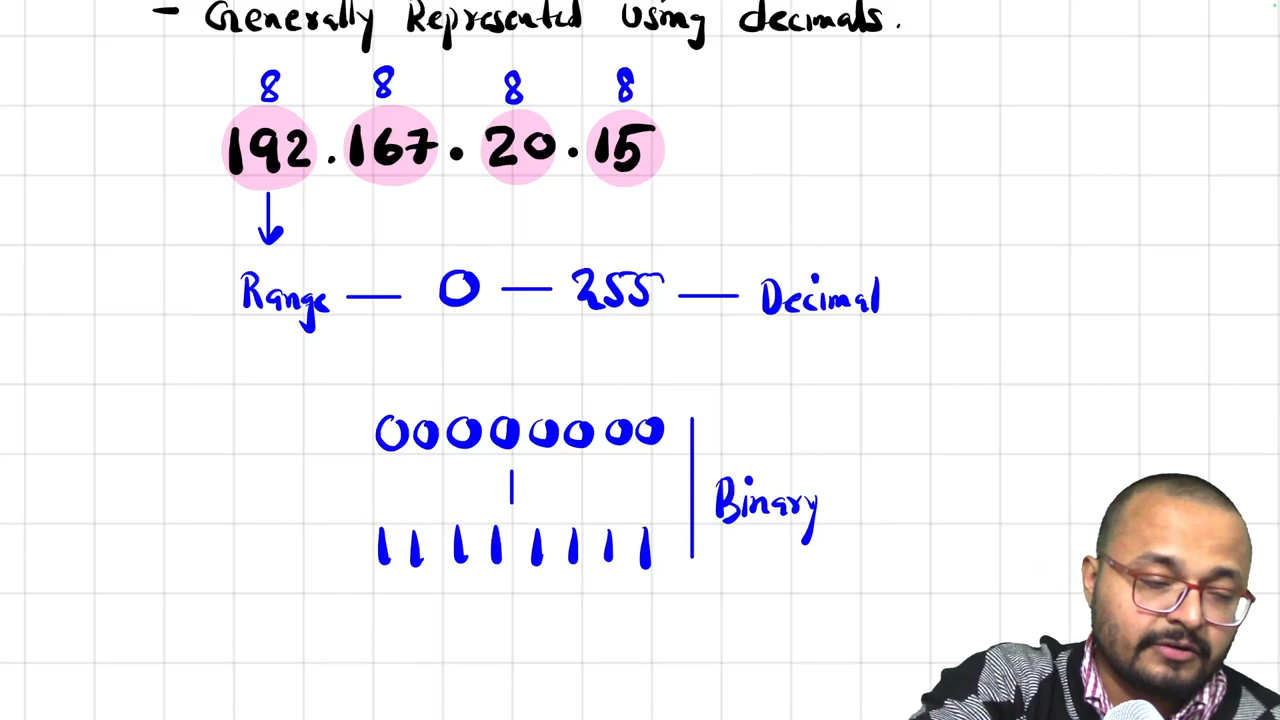 - Generally Represented using decimals.
8 8 8 8
192.167.20.15
Range — 0 — 255 — Decimal
00000000
11111111
Binary